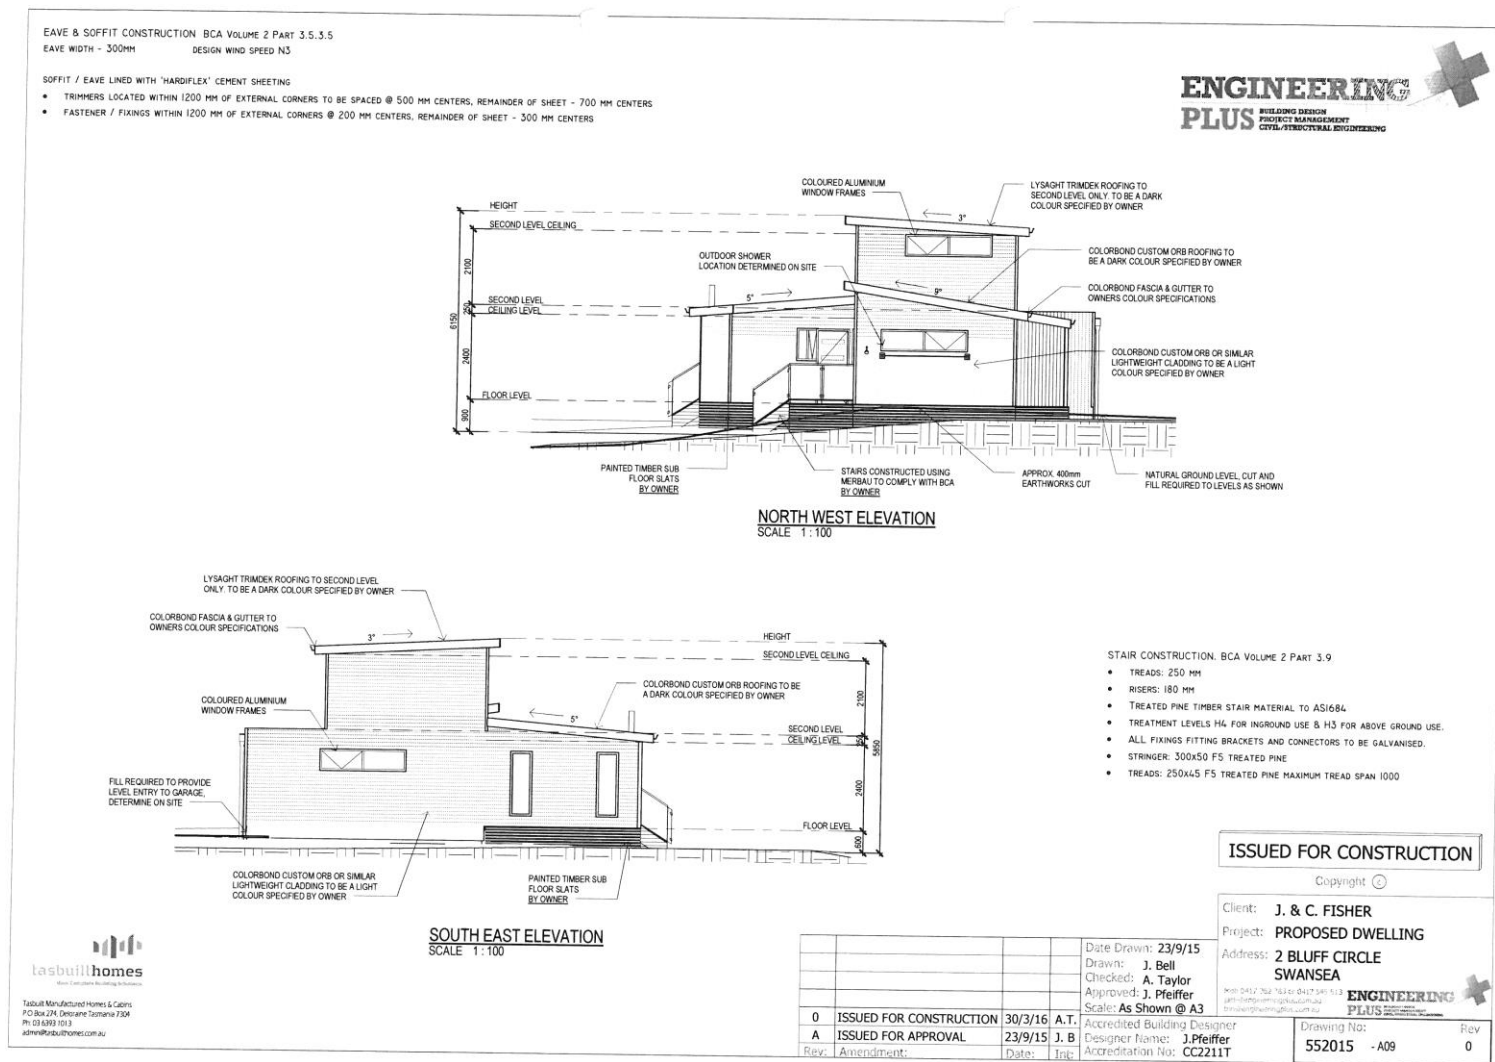 EAVE & SOFFIT CONSTRUCTION BCA VOLUME 2 PART 3.5.3.5
EAVE WIDTH - 300MM DESIGN WIND SPEED N3
SOFFIT / EAVE LINED WITH 'HARDIFLEX' CEMENT SHEETING
• TRIMMERS LOCATED WITHIN 1200 MM OF EXTERNAL CORNERS TO BE SPACED @ 500 MM CENTERS, REMAINDER OF SHEET - 700 MM CENTERS
• FASTENER / FIXINGS WITHIN 1200 MM OF EXTERNAL CORNERS @ 200 MM CENTERS, REMAINDER OF SHEET - 300 MM CENTERS
ENGINEERING
PLUS
BUILDING DESIGN
PROJECT MANAGEMENT
CIVIL/STRUCTURAL ENGINEERING
COLOURED ALUMINIUM
WINDOW FRAMES
LYSAGHT TRIMDEK ROOFING TO
SECOND LEVEL ONLY. TO BE A DARK
COLOUR SPECIFIED BY OWNER
HEIGHT
SECOND LEVEL CEILING
3°
OUTDOOR SHOWER
LOCATION DETERMINED ON SITE
COLORBOND CUSTOM ORB ROOFING TO
BE A DARK COLOUR SPECIFIED BY OWNER
2100
SECOND LEVEL
CEILING LEVEL
250
5°
9°
COLORBOND FASCIA & GUTTER TO
OWNERS COLOUR SPECIFICATIONS
6150
2400
COLORBOND CUSTOM ORB OR SIMILAR
LIGHTWEIGHT CLADDING TO BE A LIGHT
COLOUR SPECIFIED BY OWNER
FLOOR LEVEL
900
PAINTED TIMBER SUB
FLOOR SLATS
BY OWNER
STAIRS CONSTRUCTED USING
MERBAU TO COMPLY WITH BCA
BY OWNER
APPROX. 400mm
EARTHWORKS CUT
NATURAL GROUND LEVEL, CUT AND
FILL REQUIRED TO LEVELS AS SHOWN
NORTH WEST ELEVATION
SCALE 1 : 100
LYSAGHT TRIMDEK ROOFING TO SECOND LEVEL
ONLY. TO BE A DARK COLOUR SPECIFIED BY OWNER
COLORBOND FASCIA & GUTTER TO
OWNERS COLOUR SPECIFICATIONS
3°
HEIGHT
SECOND LEVEL CEILING
COLOURED ALUMINIUM
WINDOW FRAMES
COLORBOND CUSTOM ORB ROOFING TO BE
A DARK COLOUR SPECIFIED BY OWNER
5°
2100
SECOND LEVEL
CEILING LEVEL
5850
2400
FILL REQUIRED TO PROVIDE
LEVEL ENTRY TO GARAGE,
DETERMINE ON SITE
FLOOR LEVEL
600
COLORBOND CUSTOM ORB OR SIMILAR
LIGHTWEIGHT CLADDING TO BE A LIGHT
COLOUR SPECIFIED BY OWNER
PAINTED TIMBER SUB
FLOOR SLATS
BY OWNER
SOUTH EAST ELEVATION
SCALE 1 : 100
STAIR CONSTRUCTION. BCA VOLUME 2 PART 3.9
• TREADS: 250 MM
• RISERS: 180 MM
• TREATED PINE TIMBER STAIR MATERIAL TO AS1684
• TREATMENT LEVELS H4 FOR INGROUND USE & H3 FOR ABOVE GROUND USE.
• ALL FIXINGS FITTING BRACKETS AND CONNECTORS TO BE GALVANISED.
• STRINGER: 300x50 F5 TREATED PINE
• TREADS: 250x45 F5 TREATED PINE MAXIMUM TREAD SPAN 1000
tasbuilthomes
Tasbuilt Manufactured Homes & Cabins
P O Box 274, Deloraine Tasmania 7304
Ph: 03 6393 1013
admin@tasbuilthomes.com.au
ISSUED FOR CONSTRUCTION
Copyright ©
Client: J. & C. FISHER
Project: PROPOSED DWELLING
Address: 2 BLUFF CIRCLE
SWANSEA
ENGINEERING
PLUS
Date Drawn: 23/9/15
Drawn: J. Bell
Checked: A. Taylor
Approved: J. Pfeiffer
Scale: As Shown @ A3
Accredited Building Designer
Designer Name: J.Pfeiffer
Accreditation No: CC2211T
0 ISSUED FOR CONSTRUCTION 30/3/16 A.T.
A ISSUED FOR APPROVAL 23/9/15 J. B
Rev: Amendment: Date: Int:
Drawing No: Rev
552015 - A09 0